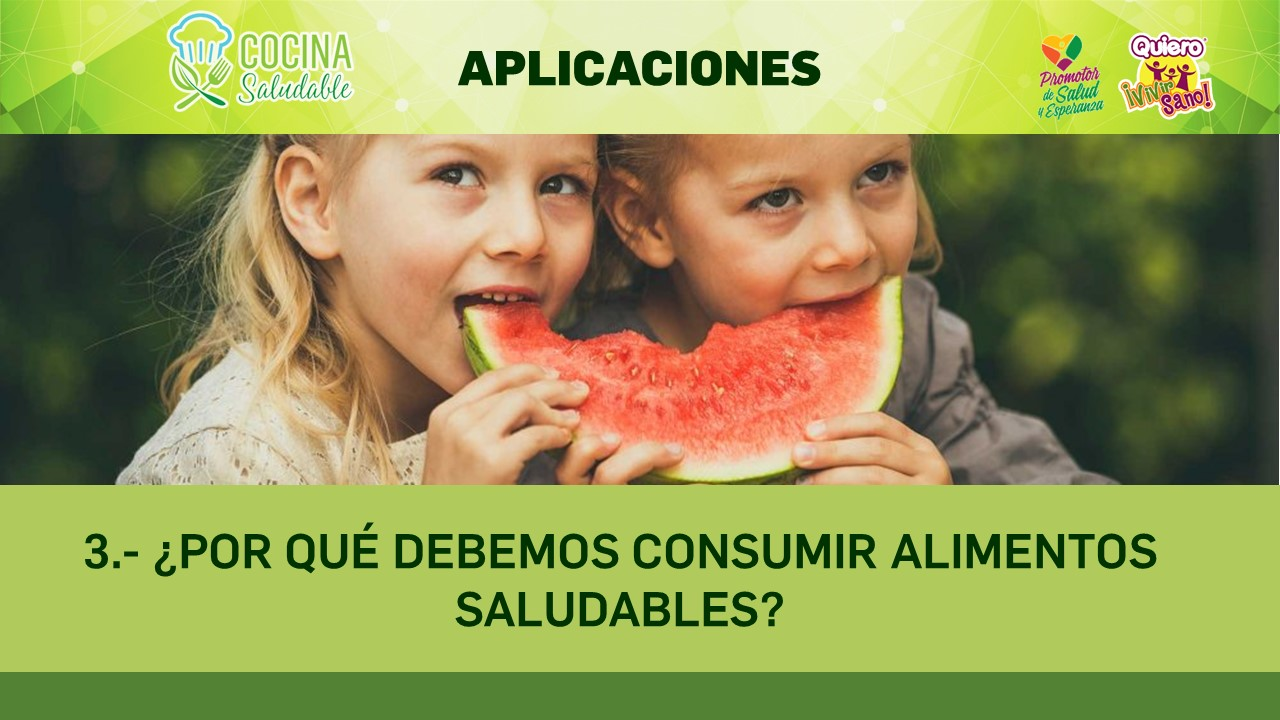 COCINA
Saludable
APLICACIONES
Promotor
de Salud
y Esperanza
Quiero
¡Vivir
Sano!
3.- ¿POR QUÉ DEBEMOS CONSUMIR ALIMENTOS
SALUDABLES?